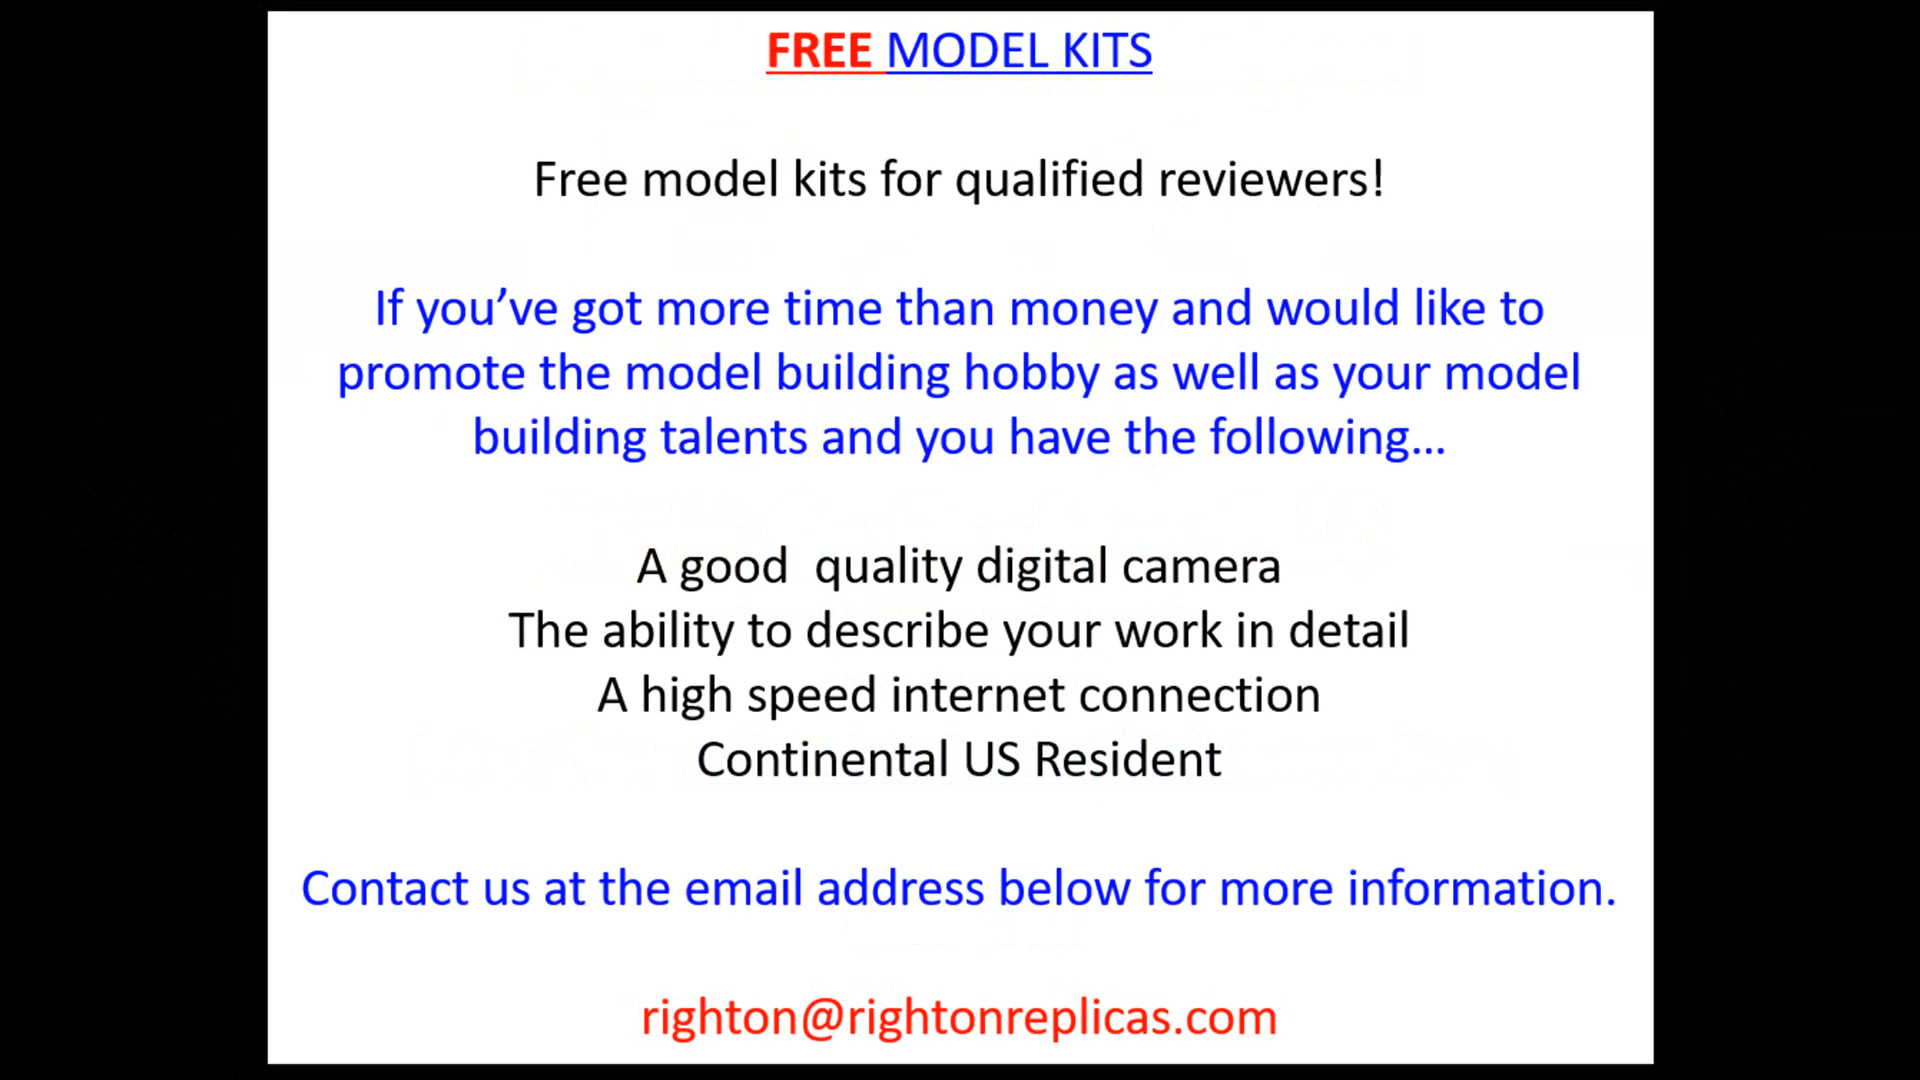 FREE MODEL KITS
Free model kits for qualified reviewers!
If you’ve got more time than money and would like to
promote the model building hobby as well as your model
building talents and you have the following…
A good  quality digital camera
The ability to describe your work in detail
A high speed internet connection
Continental US Resident
Contact us at the email address below for more information.
righton@rightonreplicas.com